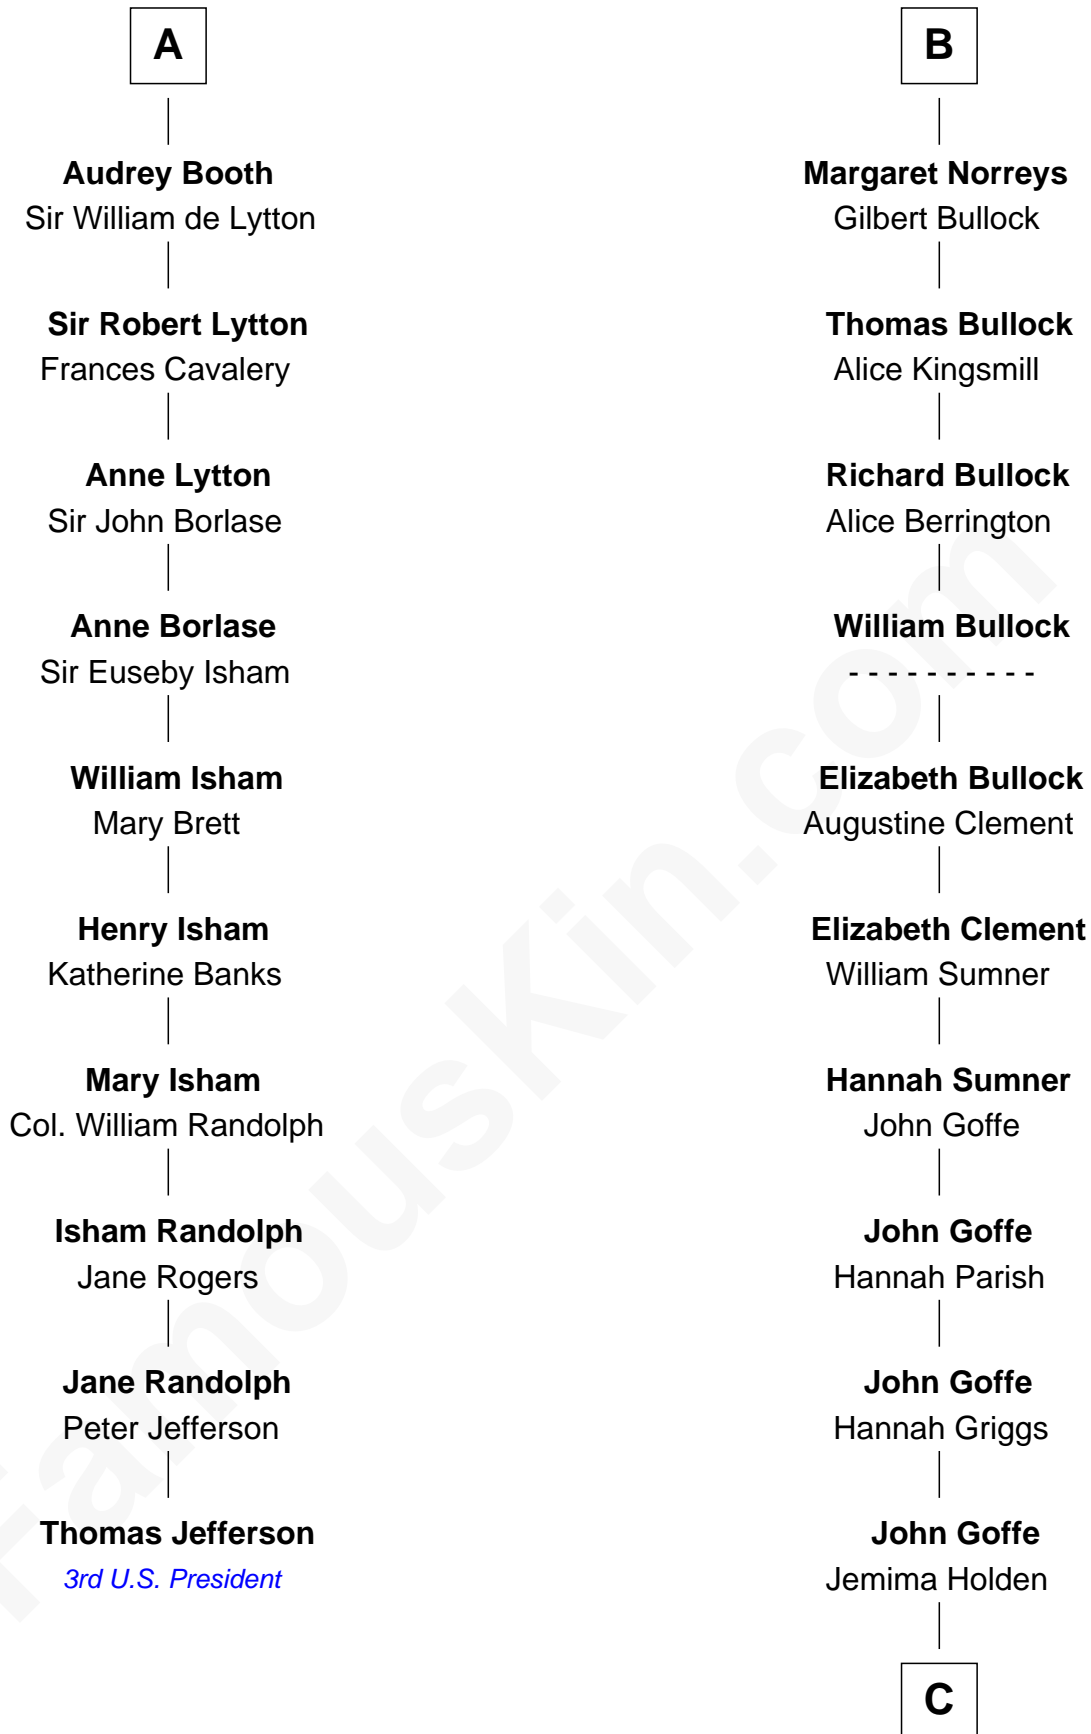 A
Audrey Booth
Sir William de Lytton
Sir Robert Lytton
Frances Cavalery
Anne Lytton
Sir John Borlase
Anne Borlase
Sir Euseby Isham
William Isham
Mary Brett
Henry Isham
Katherine Banks
Mary Isham
Col. William Randolph
Isham Randolph
Jane Rogers
Jane Randolph
Peter Jefferson
Thomas Jefferson
3rd U.S. President
B
Margaret Norreys
Gilbert Bullock
Thomas Bullock
Alice Kingsmill
Richard Bullock
Alice Berrington
William Bullock
- - - - - - - - - -
Elizabeth Bullock
Augustine Clement
Elizabeth Clement
William Sumner
Hannah Sumner
John Goffe
John Goffe
Hannah Parish
John Goffe
Hannah Griggs
John Goffe
Jemima Holden
C
FamousKin.com